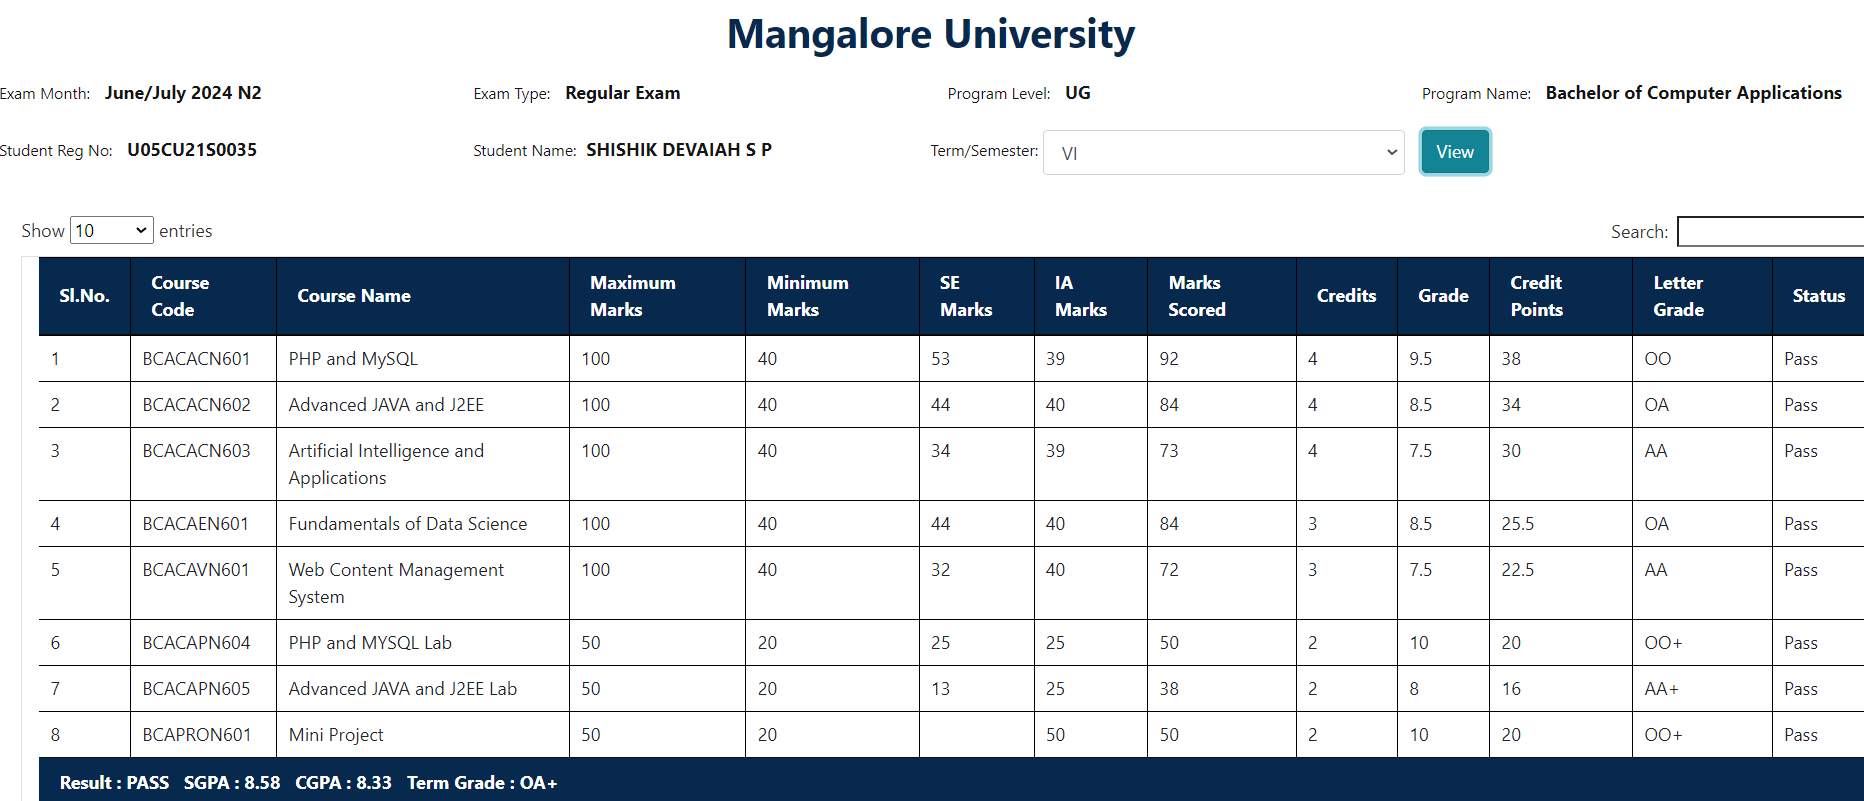 Mangalore University
Exam Month: June/July 2024 N2 Exam Type: Regular Exam Program Level: UG Program Name: Bachelor of Computer Applications
Student Reg No: U05CU21S0035 Student Name: SHISHIK DEVAIAH S P Term/Semester: VI View
Show 10 entries Search:
Sl.No. Course Code Course Name Maximum Marks Minimum Marks SE Marks IA Marks Marks Scored Credits Grade Credit Points Letter Grade Status
1 BCACACN601 PHP and MySQL 100 40 53 39 92 4 9.5 38 OO Pass
2 BCACACN602 Advanced JAVA and J2EE 100 40 44 40 84 4 8.5 34 OA Pass
3 BCACACN603 Artificial Intelligence and Applications 100 40 34 39 73 4 7.5 30 AA Pass
4 BCACAEN601 Fundamentals of Data Science 100 40 44 40 84 3 8.5 25.5 OA Pass
5 BCACAVN601 Web Content Management System 100 40 32 40 72 3 7.5 22.5 AA Pass
6 BCACAPN604 PHP and MYSQL Lab 50 20 25 25 50 2 10 20 OO+ Pass
7 BCACAPN605 Advanced JAVA and J2EE Lab 50 20 13 25 38 2 8 16 AA+ Pass
8 BCAPRON601 Mini Project 50 20 50 50 2 10 20 OO+ Pass
Result : PASS SGPA : 8.58 CGPA : 8.33 Term Grade : OA+